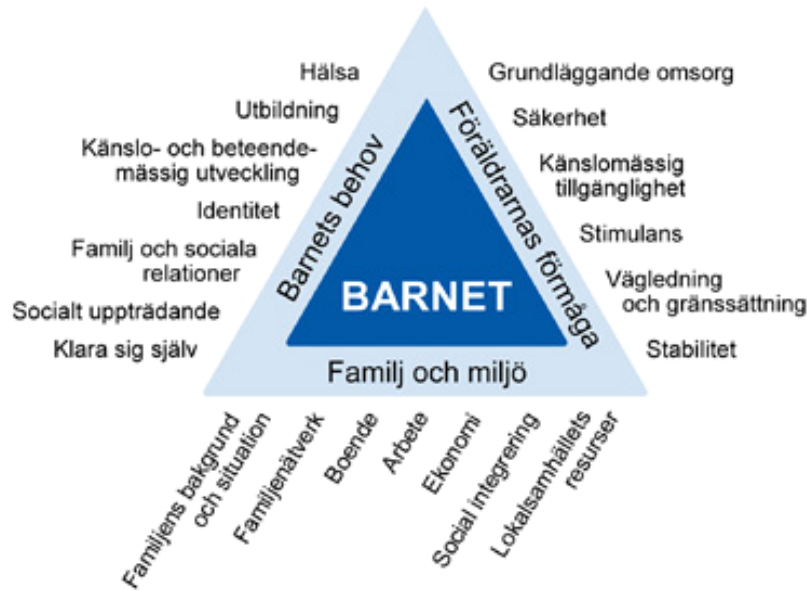 Hälsa
Utbildning
Känslo- och beteende-
mässig utveckling
Identitet
Familj och sociala
relationer
Socialt uppträdande
Klara sig själv
Barnets behov
BARNET
Föräldrarnas förmåga
Grundläggande omsorg
Säkerhet
Känslomässig
tillgänglighet
Stimulans
Vägledning
och gränssättning
Stabilitet
Familj och miljö
Familjens bakgrund
och situation
Familjenätverk
Boende
Arbete
Ekonomi
Social integrering
Lokalsamhällets
resurser